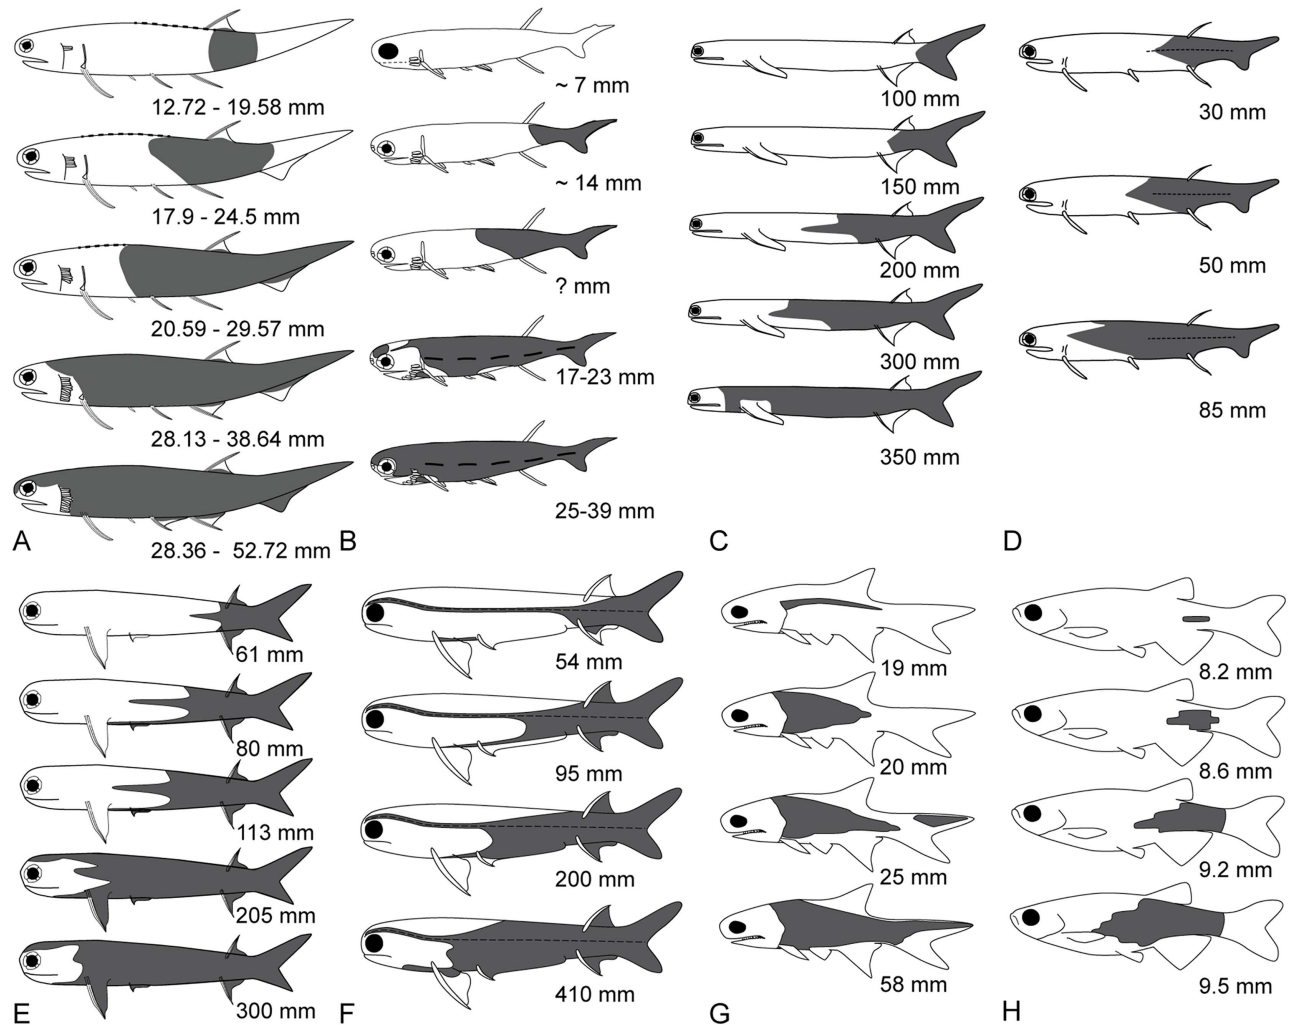 12.72 - 19.58 mm
17.9 - 24.5 mm
20.59 - 29.57 mm
28.13 - 38.64 mm
28.36 - 52.72 mm
A
~ 7 mm
~ 14 mm
? mm
17-23 mm
25-39 mm
B
100 mm
150 mm
200 mm
300 mm
350 mm
C
30 mm
50 mm
85 mm
D
61 mm
80 mm
113 mm
205 mm
300 mm
E
54 mm
95 mm
200 mm
410 mm
F
19 mm
20 mm
25 mm
58 mm
G
8.2 mm
8.6 mm
9.2 mm
9.5 mm
H